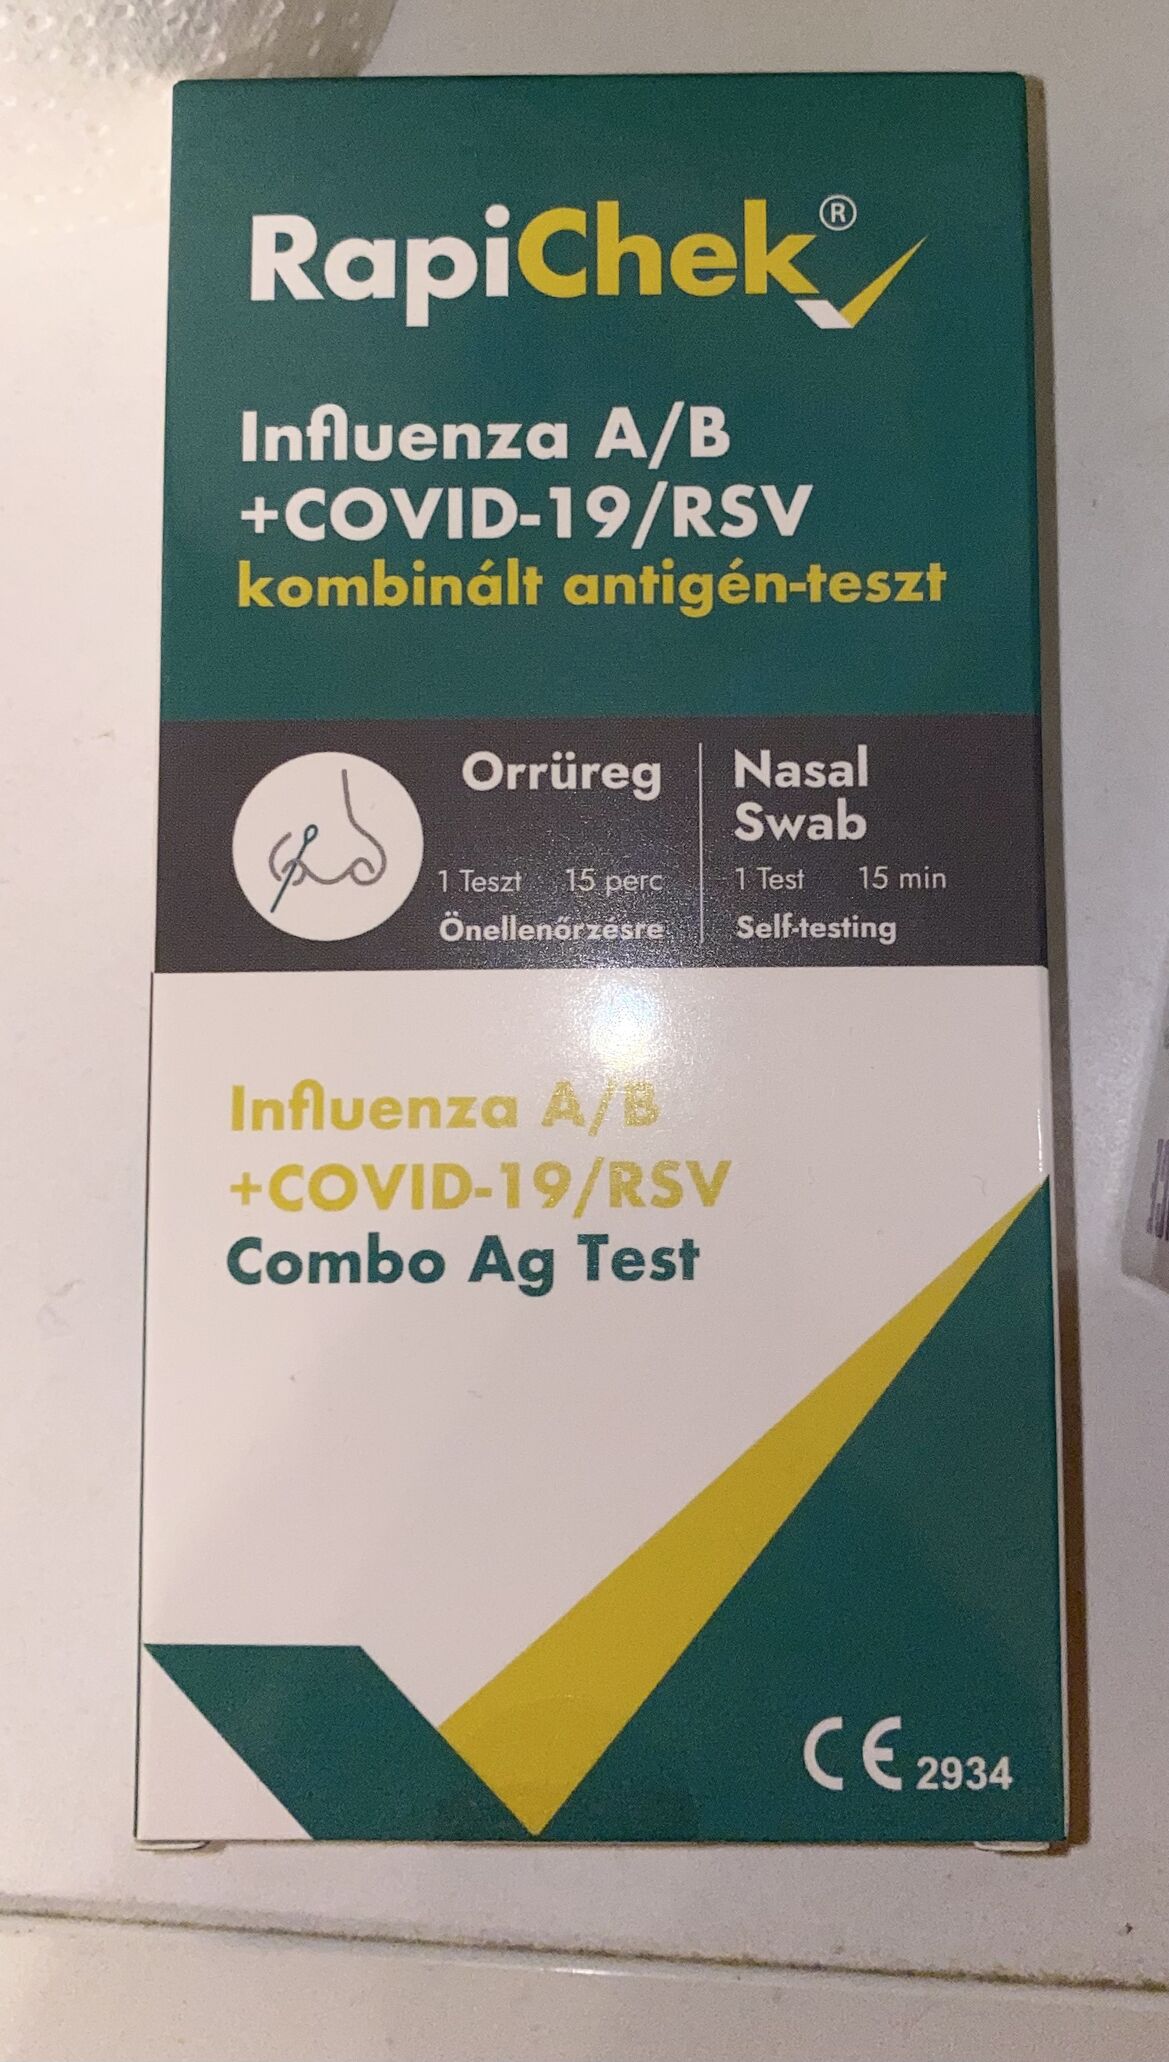 RapiChek®
Influenza A/B
+COVID-19/RSV
kombinált antigén-teszt
Orrüreg
1 Teszt 15 perc
Önellenőrzésre
Nasal
Swab
1 Test 15 min
Self-testing
Influenza A/B
+COVID-19/RSV
Combo Ag Test
CE 2934